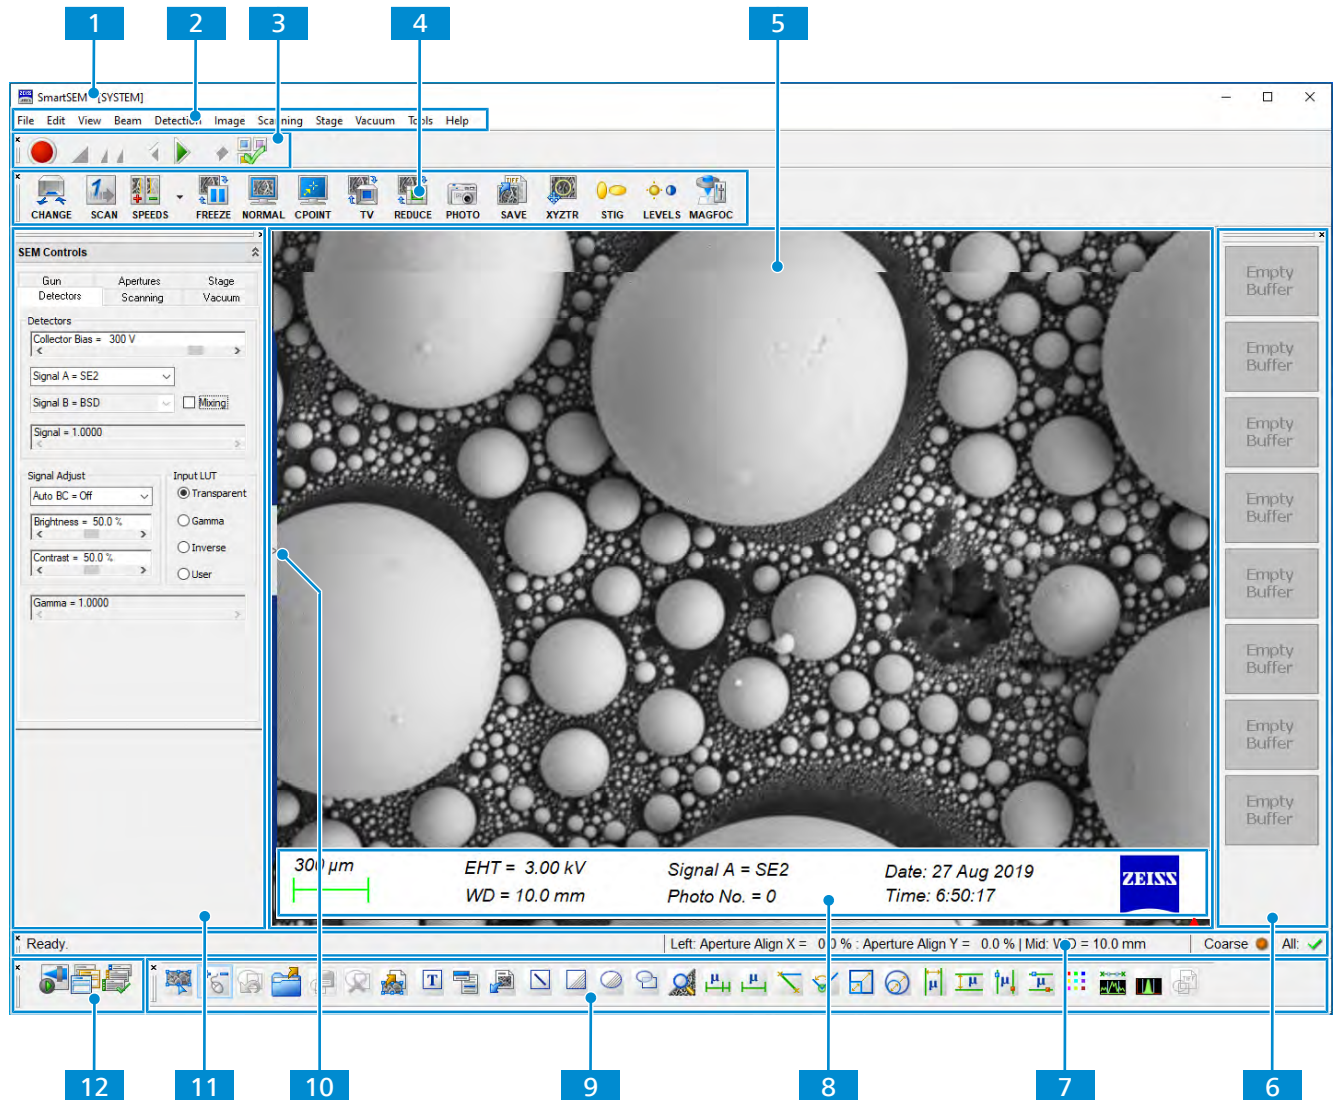 1 2 3 4 5
SmartSEM - [SYSTEM]
File Edit View Beam Detection Image Scanning Stage Vacuum Tools Help
CHANGE SCAN SPEEDS FREEZE NORMAL CPOINT TV REDUCE PHOTO SAVE XYZTR STIG LEVELS MAGFOC
SEM Controls
Gun Apertures Stage
Detectors Scanning Vacuum
Detectors
Collector Bias = 300 V
Signal A = SE2
Signal B = BSD Mixing
Signal = 1.0000
Signal Adjust Input LUT
Auto BC = Off Transparent
Brightness = 50.0 % Gamma
Contrast = 50.0 % Inverse
User
Gamma = 1.0000
Empty
Buffer
Empty
Buffer
Empty
Buffer
Empty
Buffer
Empty
Buffer
Empty
Buffer
Empty
Buffer
Empty
Buffer
300 µm EHT = 3.00 kV Signal A = SE2 Date: 27 Aug 2019 ZEISS
WD = 10.0 mm Photo No. = 0 Time: 6:50:17
Ready. Left: Aperture Align X = 0.0 % : Aperture Align Y = 0.0 % | Mid: WD = 10.0 mm Coarse All:
12 11 10 9 8 7 6